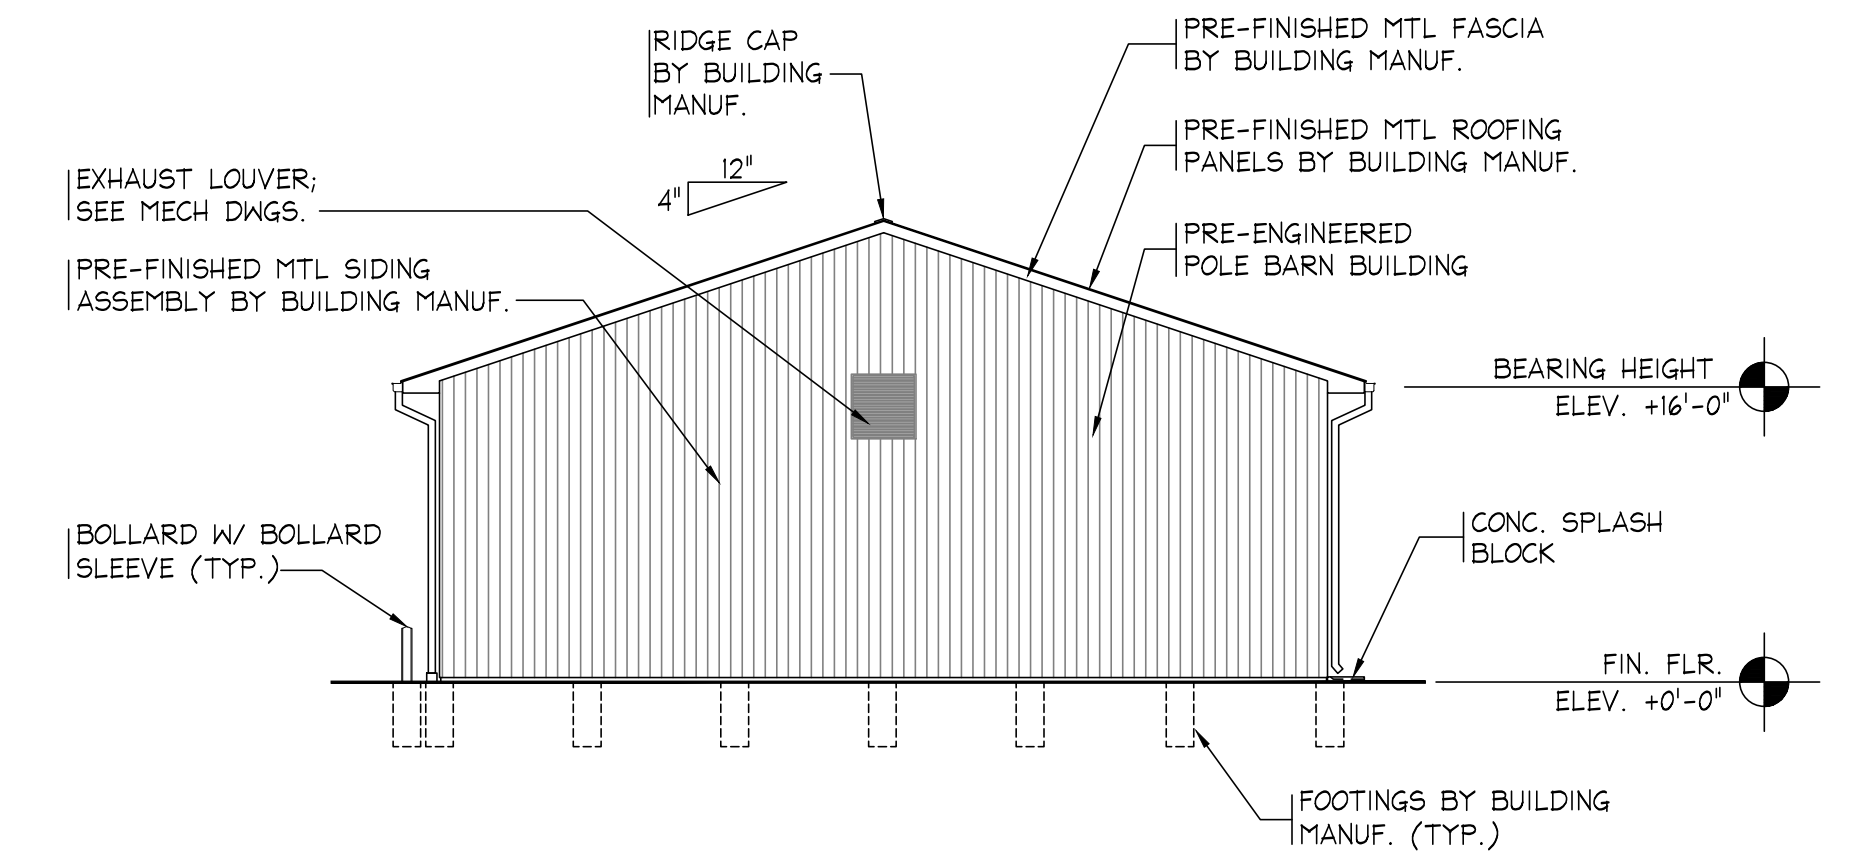 RIDGE CAP
BY BUILDING
MANUF.
PRE-FINISHED MTL FASCIA
BY BUILDING MANUF.
PRE-FINISHED MTL ROOFING
PANELS BY BUILDING MANUF.
12"
4"
EXHAUST LOUVER;
SEE MECH DWGS.
PRE-ENGINEERED
POLE BARN BUILDING
PRE-FINISHED MTL SIDING
ASSEMBLY BY BUILDING MANUF.
BEARING HEIGHT
ELEV. +16'-0"
BOLLARD W/ BOLLARD
SLEEVE (TYP.)
CONC. SPLASH
BLOCK
FIN. FLR.
ELEV. +0'-0"
FOOTINGS BY BUILDING
MANUF. (TYP.)